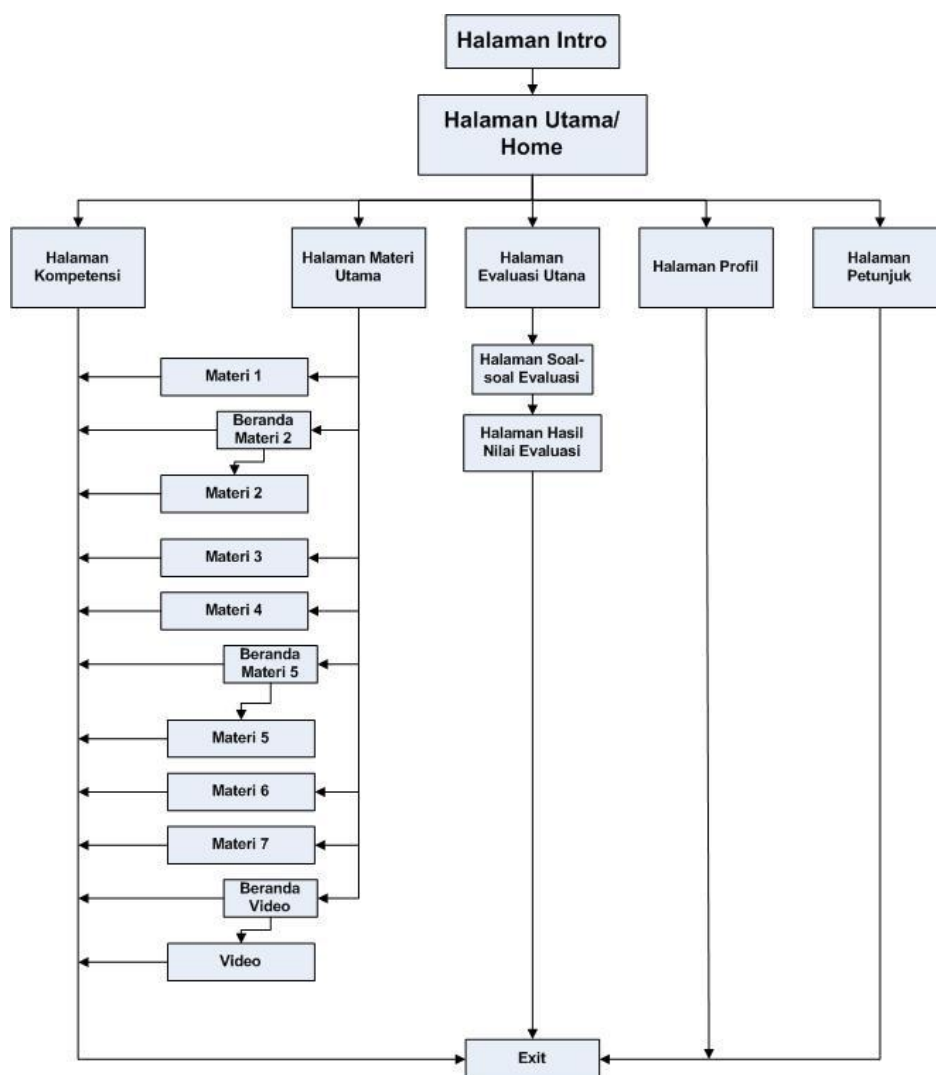 Halaman Intro
Halaman Utama/
Home
Halaman
Kompetensi
Halaman Materi
Utama
Halaman
Evaluasi Utana
Halaman Profil
Halaman
Petunjuk
Halaman Soal-
soal Evaluasi
Materi 1
Beranda
Materi 2
Halaman Hasil
Nilai Evaluasi
Materi 2
Materi 3
Materi 4
Beranda
Materi 5
Materi 5
Materi 6
Materi 7
Beranda
Video
Video
Exit